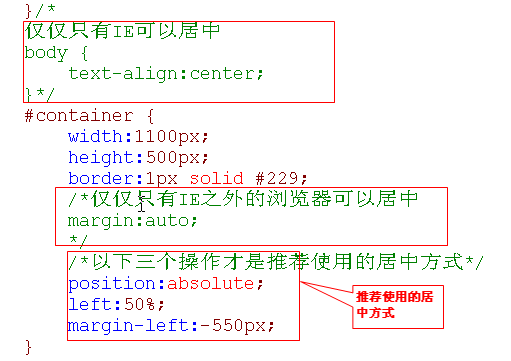 }/*
仅仅只有IE可以居中
body {
text-align:center;
}*/
#container {
width:1100px;
height:500px;
border:1px solid #229;
/*仅仅只有IE之外的浏览器可以居中
margin:auto;
*/
/*以下三个操作才是推荐使用的居中方式*/
position:absolute;
left:50%;
margin-left:-550px;
}
推荐使用的居
中方式